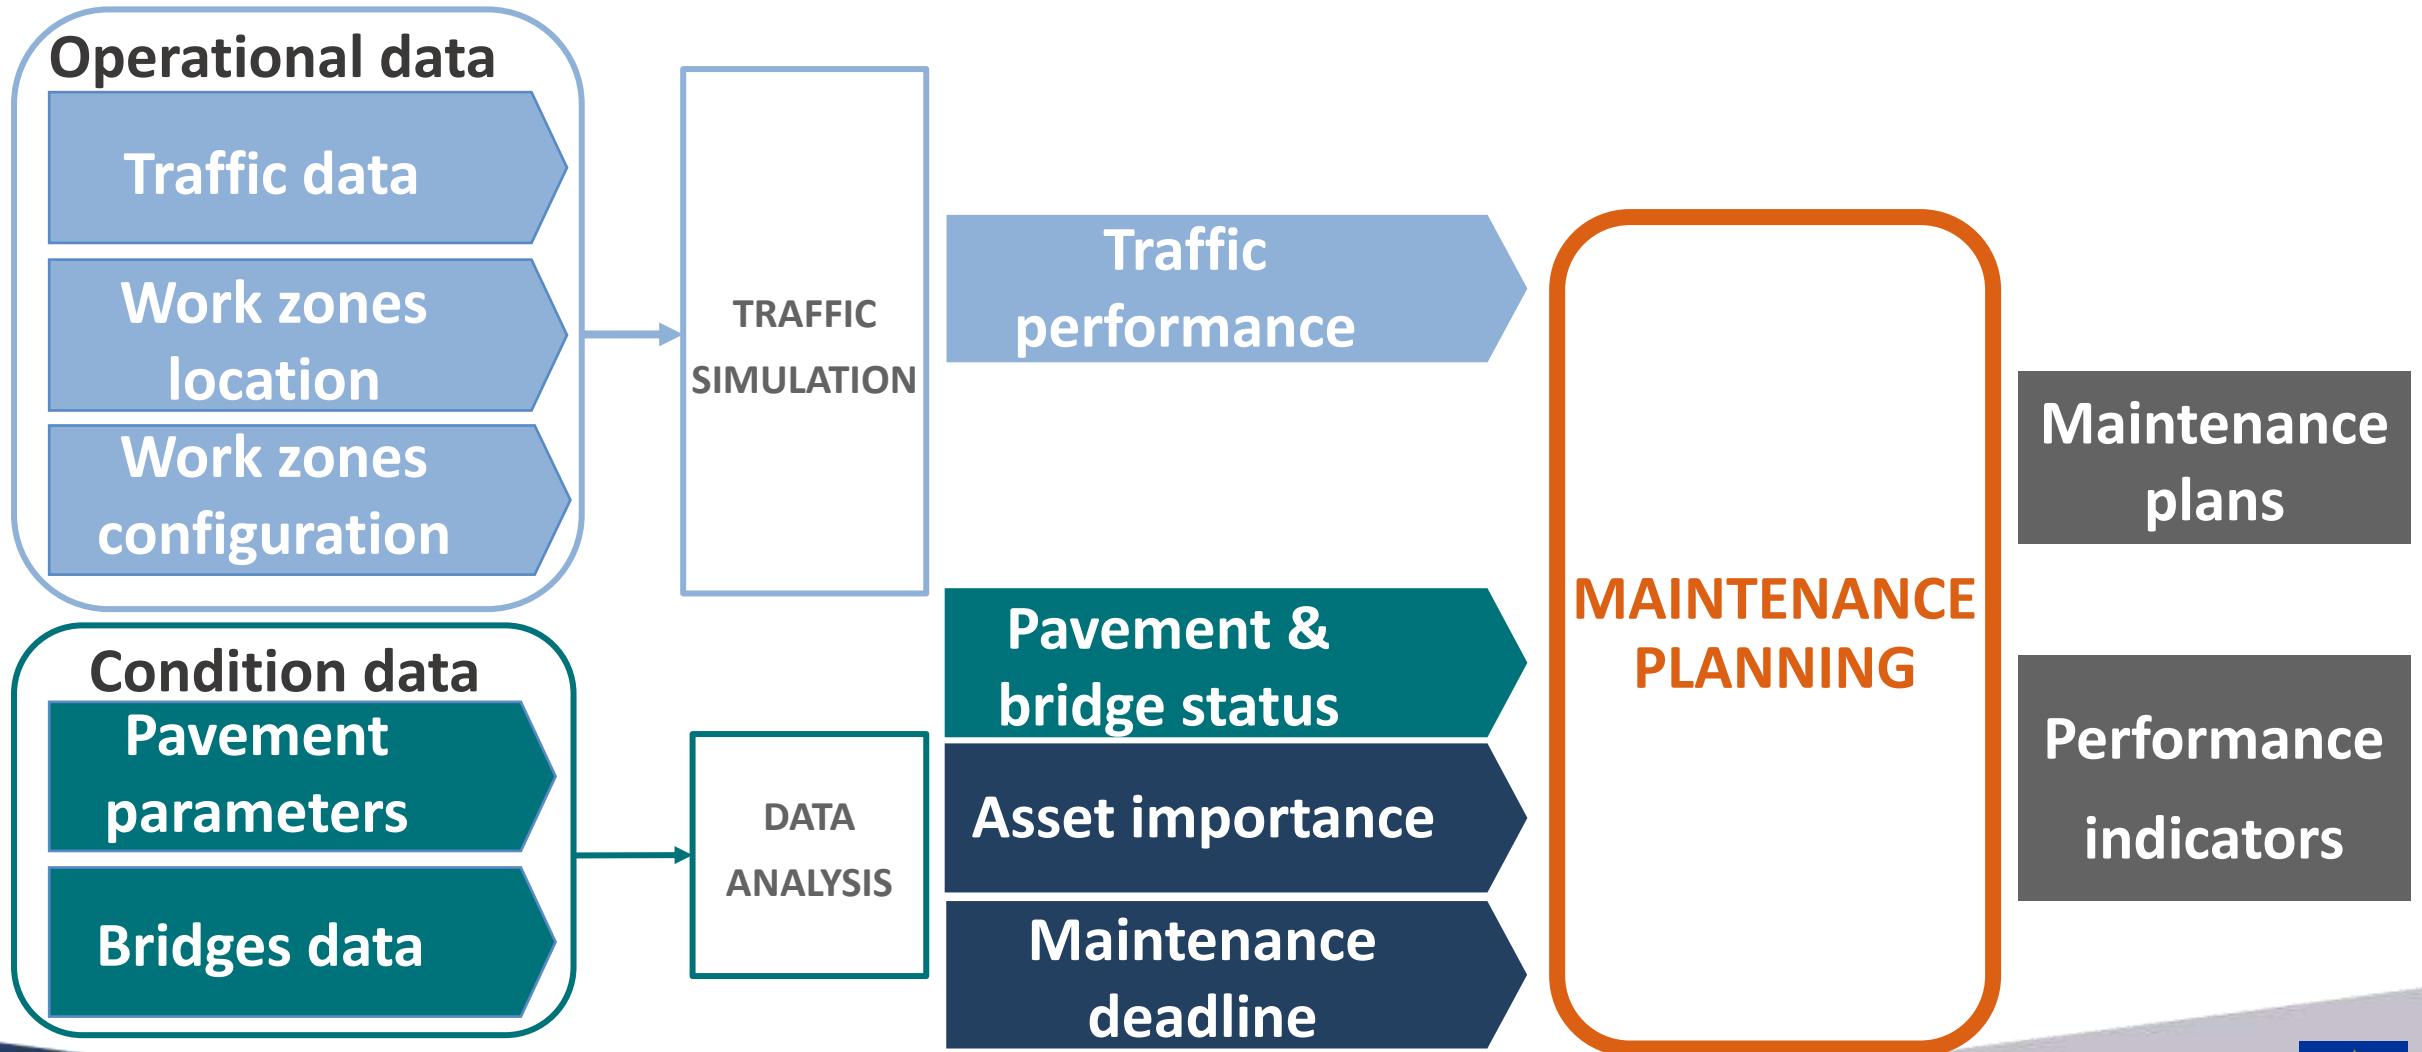 Operational data
Traffic data
Work zones
location
Work zones
configuration
Condition data
Pavement
parameters
Bridges data
TRAFFIC
SIMULATION
DATA
ANALYSIS
Traffic
performance
Pavement &
bridge status
Asset importance
Maintenance
deadline
MAINTENANCE
PLANNING
Maintenance
plans
Performance
indicators